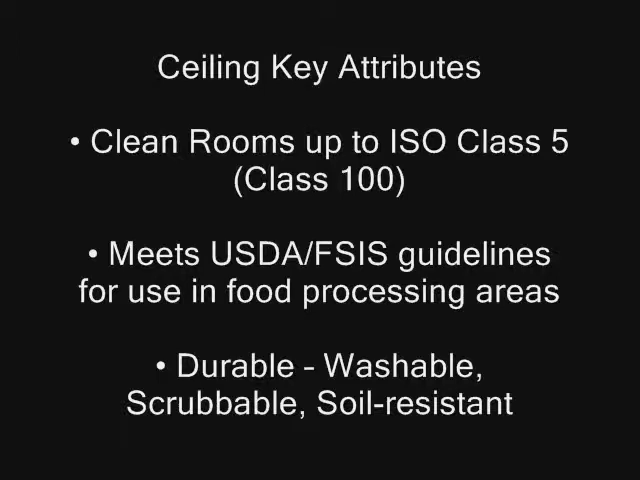 Ceiling Key Attributes
• Clean Rooms up to ISO Class 5
(Class 100)
• Meets USDA/FSIS guidelines
for use in food processing areas
• Durable - Washable,
Scrubbable, Soil-resistant